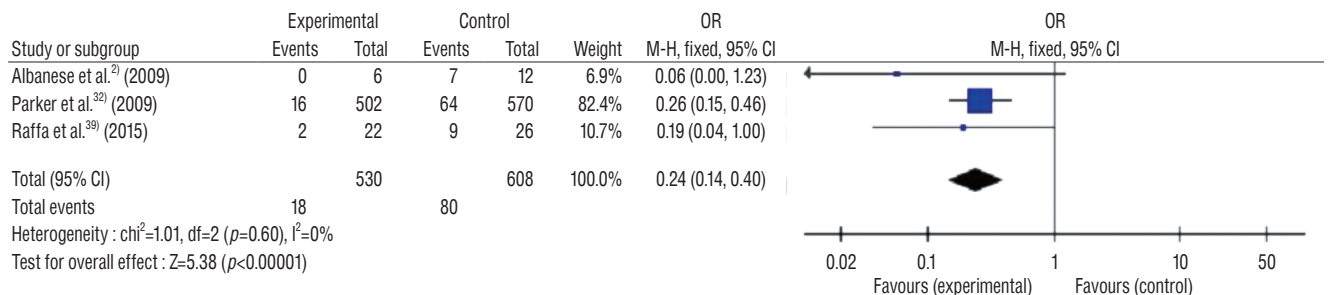 Experimental Control OR OR
Study or subgroup Events Total Events Total Weight M-H, fixed, 95% CI M-H, fixed, 95% CI
Albanese et al.²⁾ (2009) 0 6 7 12 6.9% 0.06 (0.00, 1.23)
Parker et al.³²⁾ (2009) 16 502 64 570 82.4% 0.26 (0.15, 0.46)
Raffa et al.³⁹⁾ (2015) 2 22 9 26 10.7% 0.19 (0.04, 1.00)
Total (95% CI) 530 608 100.0% 0.24 (0.14, 0.40)
Total events 18 80
Heterogeneity : chi²=1.01, df=2 (p=0.60), I²=0%
Test for overall effect : Z=5.38 (p<0.00001)
0.02 0.1 1 10 50
Favours (experimental) Favours (control)